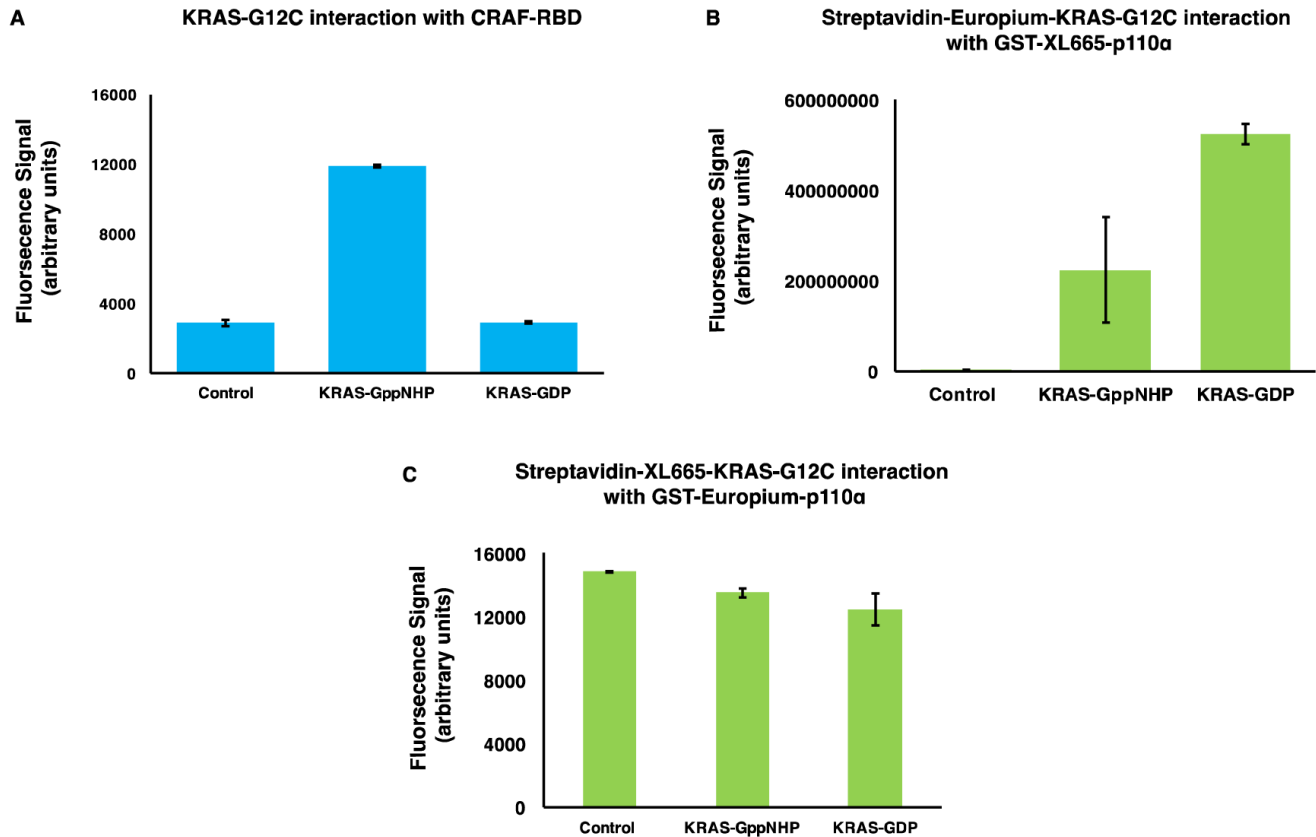 A
KRAS-G12C interaction with CRAF-RBD
Fluorsecence Signal
(arbitrary units)
16000
12000
8000
4000
0
Control
KRAS-GppNHP
KRAS-GDP
B
Streptavidin-Europium-KRAS-G12C interaction
with GST-XL665-p110α
Fluorsecence Signal
(arbitrary units)
600000000
400000000
200000000
0
Control
KRAS-GppNHP
KRAS-GDP
C
Streptavidin-XL665-KRAS-G12C interaction
with GST-Europium-p110α
Fluorsecence Signal
(arbitrary units)
16000
12000
8000
4000
0
Control
KRAS-GppNHP
KRAS-GDP